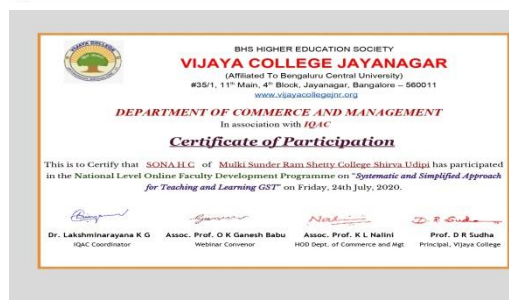 VIJAYA COLLEGE
BHS HIGHER EDUCATION SOCIETY
VIJAYA COLLEGE JAYANAGAR
(Affiliated To Bengaluru Central University)
#35/1, 11th Main, 4th Block, Jayanagar, Bangalore – 560011
www.vijayacollegejnr.org
DEPARTMENT OF COMMERCE AND MANAGEMENT
In association with IQAC
Certificate of Participation
This is to Certify that SONA H C of Mulki Sunder Ram Shetty College Shirva Udipi has participated
in the National Level Online Faculty Development Programme on "Systematic and Simplified Approach
for Teaching and Learning GST" on Friday, 24th July, 2020.
Nalini D. R Sudha
Dr. Lakshminarayana K G Assoc. Prof. O K Ganesh Babu Assoc. Prof. K L Nalini Prof. D R Sudha
IQAC Coordinator Webinar Convenor HOD Dept. of Commerce and Mgt Principal, Vijaya College